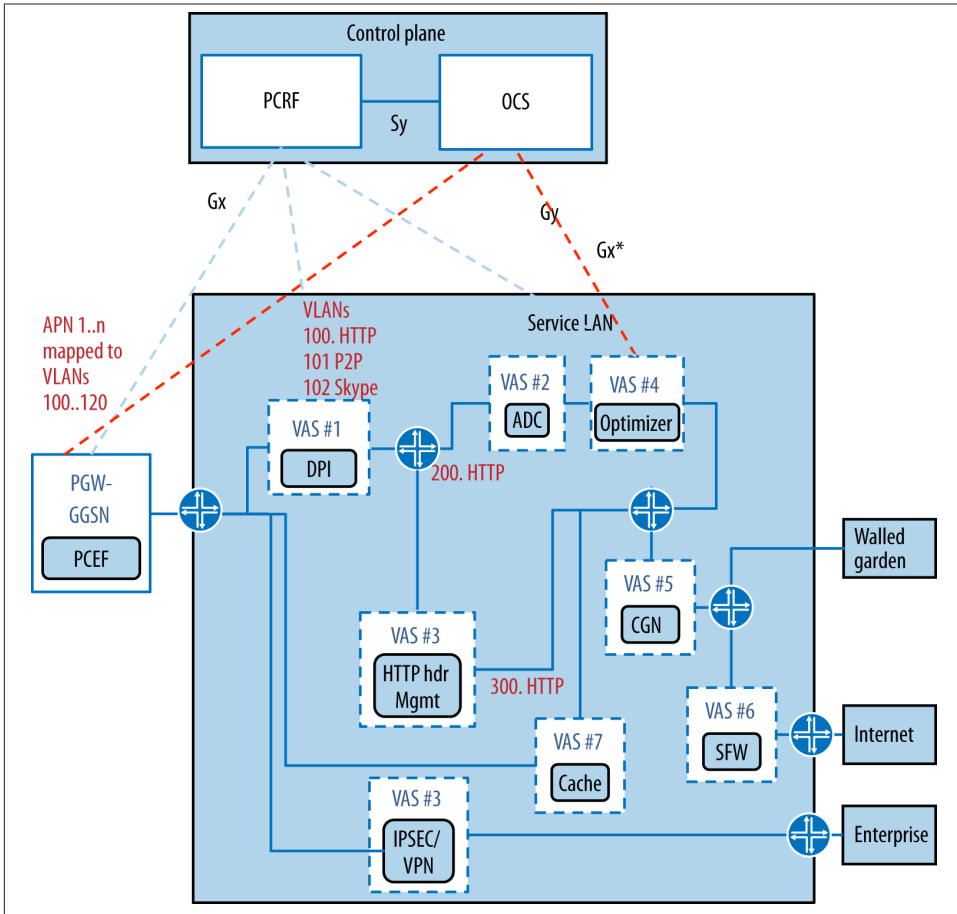 Control plane
PCRF
Sy
OCS
Gx
Gy
Gx*
APN 1..n
mapped to
VLANs
100..120
VLANs
100. HTTP
101 P2P
102 Skype
Service LAN
VAS #1
DPI
VAS #2
ADC
VAS #4
Optimizer
200. HTTP
PGW-
GGSN
PCEF
VAS #3
HTTP hdr
Mgmt
300. HTTP
VAS #5
CGN
Walled
garden
VAS #6
SFW
Internet
VAS #7
Cache
VAS #3
IPSEC/
VPN
Enterprise